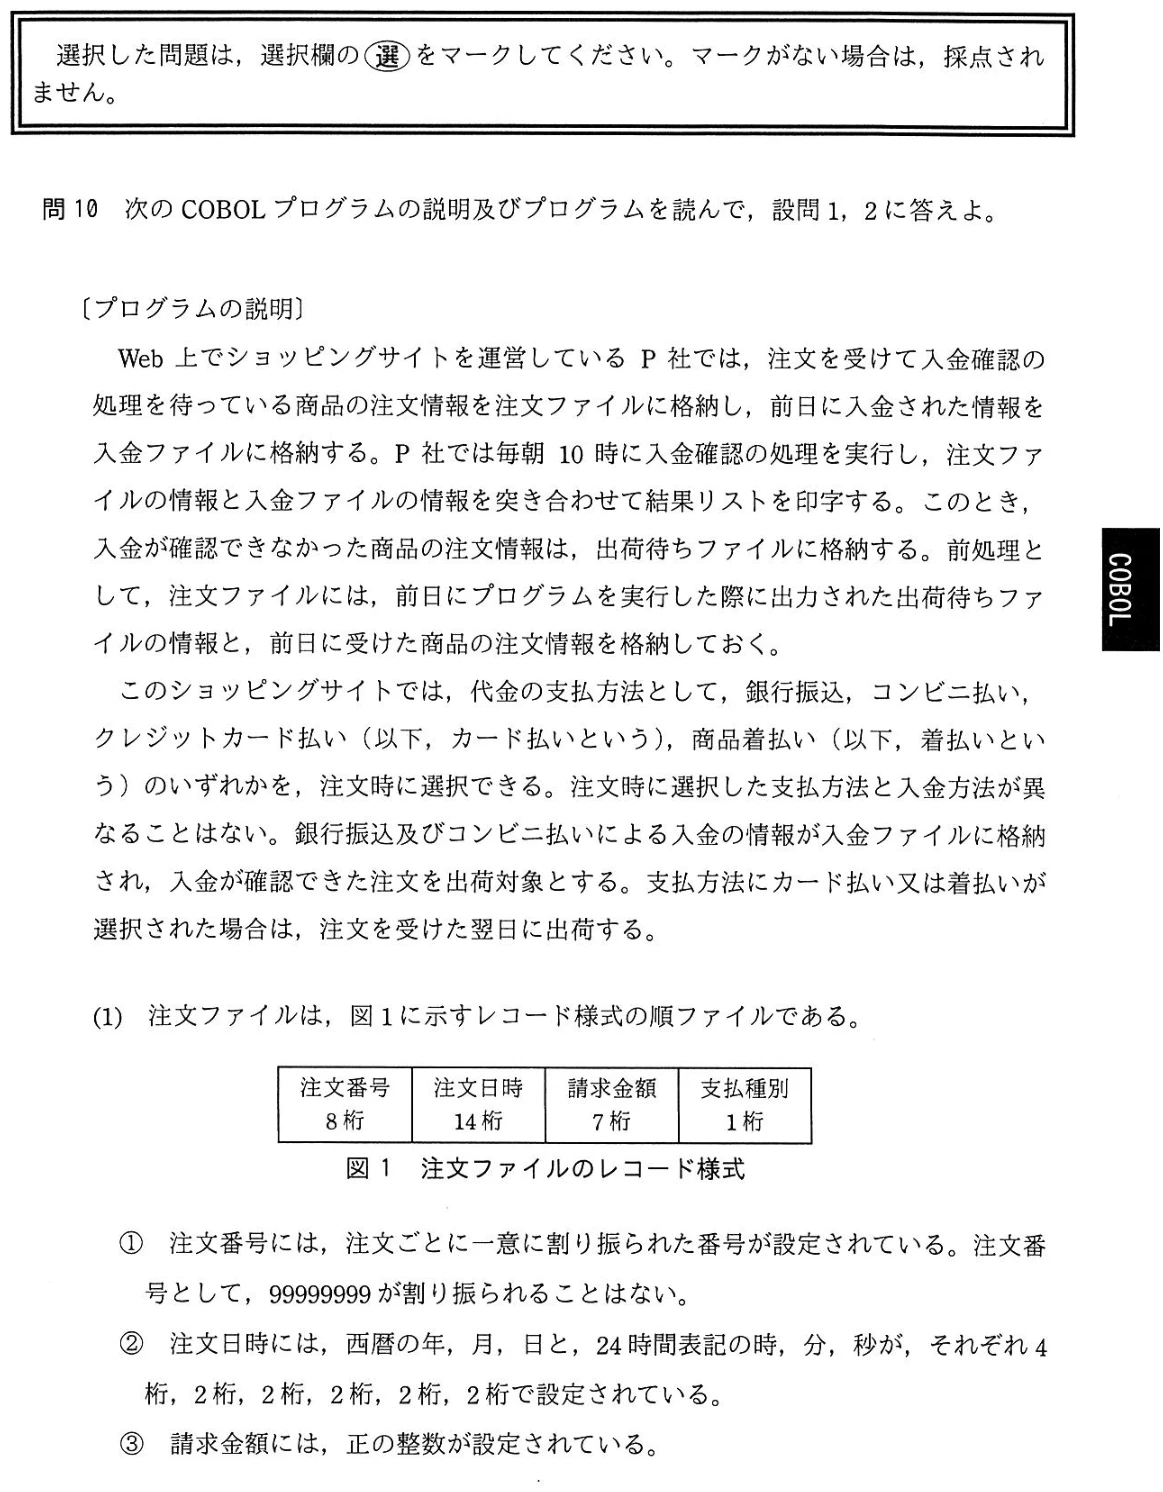 選択した問題は，選択欄の選をマークしてください。マークがない場合は，採点され
ません。
問10 次の COBOL プログラムの説明及びプログラムを読んで，設問 1，2 に答えよ。
〔プログラムの説明〕
Web 上でショッピングサイトを運営している P 社では，注文を受けて入金確認の
処理を待っている商品の注文情報を注文ファイルに格納し，前日に入金された情報を
入金ファイルに格納する。P 社では毎朝 10 時に入金確認の処理を実行し，注文ファ
イルの情報と入金ファイルの情報を突き合わせて結果リストを印字する。このとき，
入金が確認できなかった商品の注文情報は，出荷待ちファイルに格納する。前処理と
して，注文ファイルには，前日にプログラムを実行した際に出力された出荷待ちファ
イルの情報と，前日に受けた商品の注文情報を格納しておく。
このショッピングサイトでは，代金の支払方法として，銀行振込，コンビニ払い，
クレジットカード払い（以下，カード払いという），商品着払い（以下，着払いとい
う）のいずれかを，注文時に選択できる。注文時に選択した支払方法と入金方法が異
なることはない。銀行振込及びコンビニ払いによる入金の情報が入金ファイルに格納
され，入金が確認できた注文を出荷対象とする。支払方法にカード払い又は着払いが
選択された場合は，注文を受けた翌日に出荷する。
COBOL
(1) 注文ファイルは，図 1 に示すレコード様式の順ファイルである。
注文番号 注文日時 請求金額 支払種別
8 桁 14 桁 7 桁 1 桁
図 1 注文ファイルのレコード様式
① 注文番号には，注文ごとに一意に割り振られた番号が設定されている。注文番
号として，99999999 が割り振られることはない。
② 注文日時には，西暦の年，月，日と，24 時間表記の時，分，秒が，それぞれ 4
桁，2 桁，2 桁，2 桁，2 桁，2 桁で設定されている。
③ 請求金額には，正の整数が設定されている。